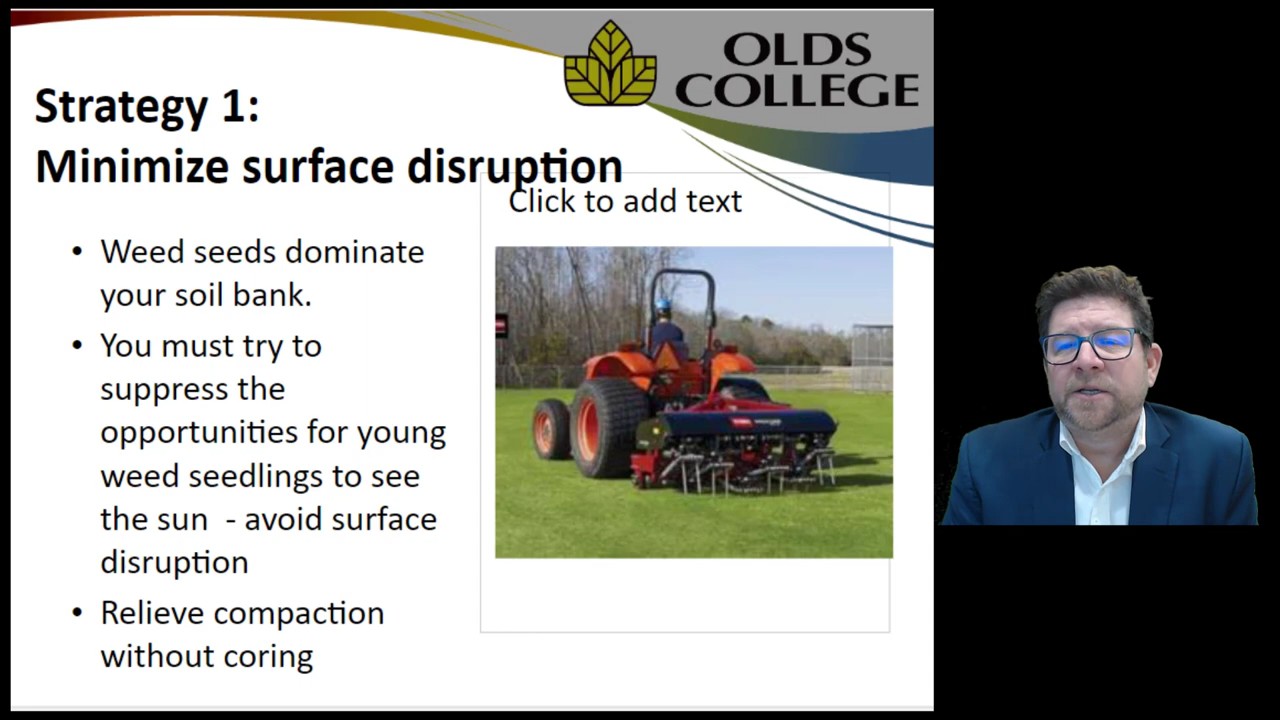 OLDS
COLLEGE
Strategy 1:
Minimize surface disruption
Click to add text
• Weed seeds dominate
your soil bank.
• You must try to
suppress the
opportunities for young
weed seedlings to see
the sun - avoid surface
disruption
• Relieve compaction
without coring